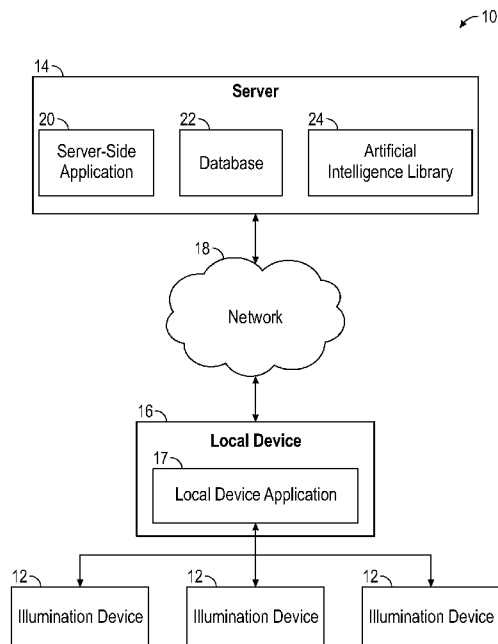 10
14
Server
20
Server-Side
Application
22
Database
24
Artificial
Intelligence Library
18
Network
16
Local Device
17
Local Device Application
12
Illumination Device
12
Illumination Device
12
Illumination Device